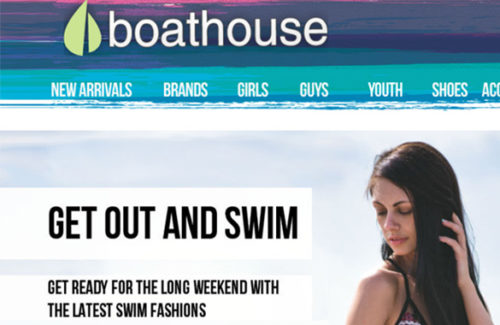 boathouse
NEW ARRIVALS BRANDS GIRLS GUYS YOUTH SHOES
GET OUT AND SWIM
GET READY FOR THE LONG WEEKEND WITH
THE LATEST SWIM FASHIONS